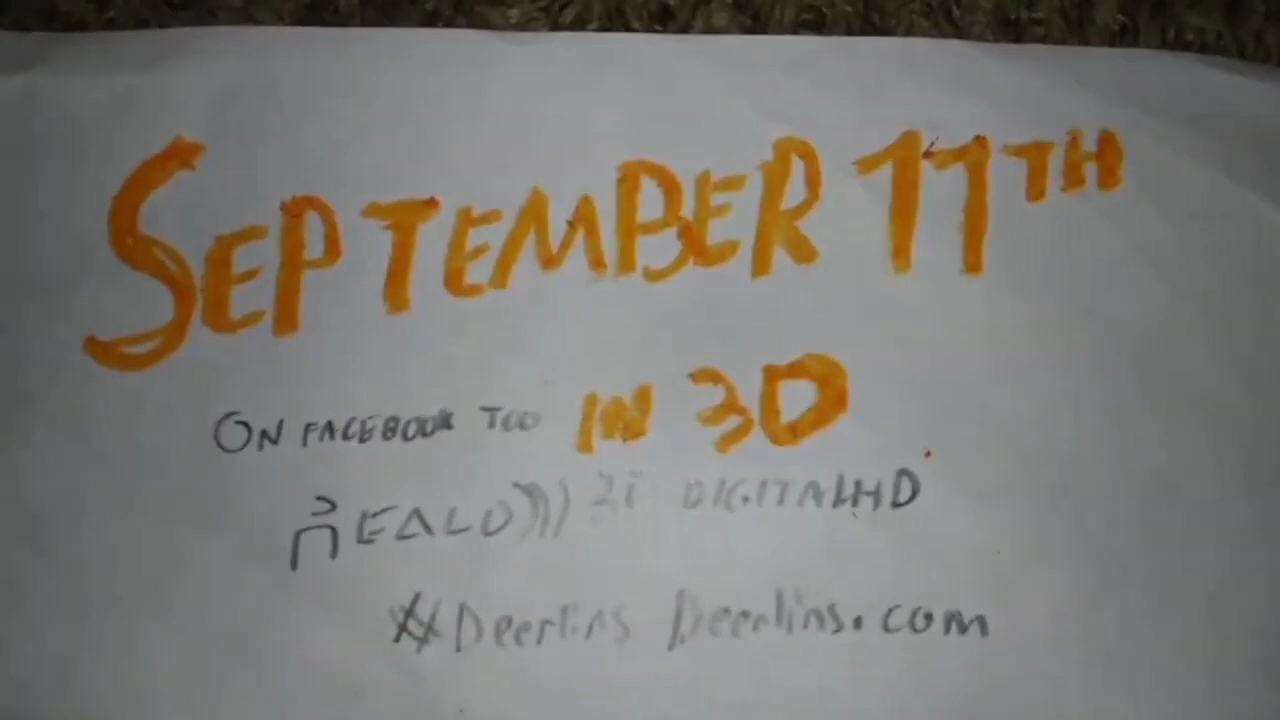 SEPTEMBER 11TH
ON FACEBOOK TOO IN 3D
DIGITALHD
#Deerlins Deerlins.com